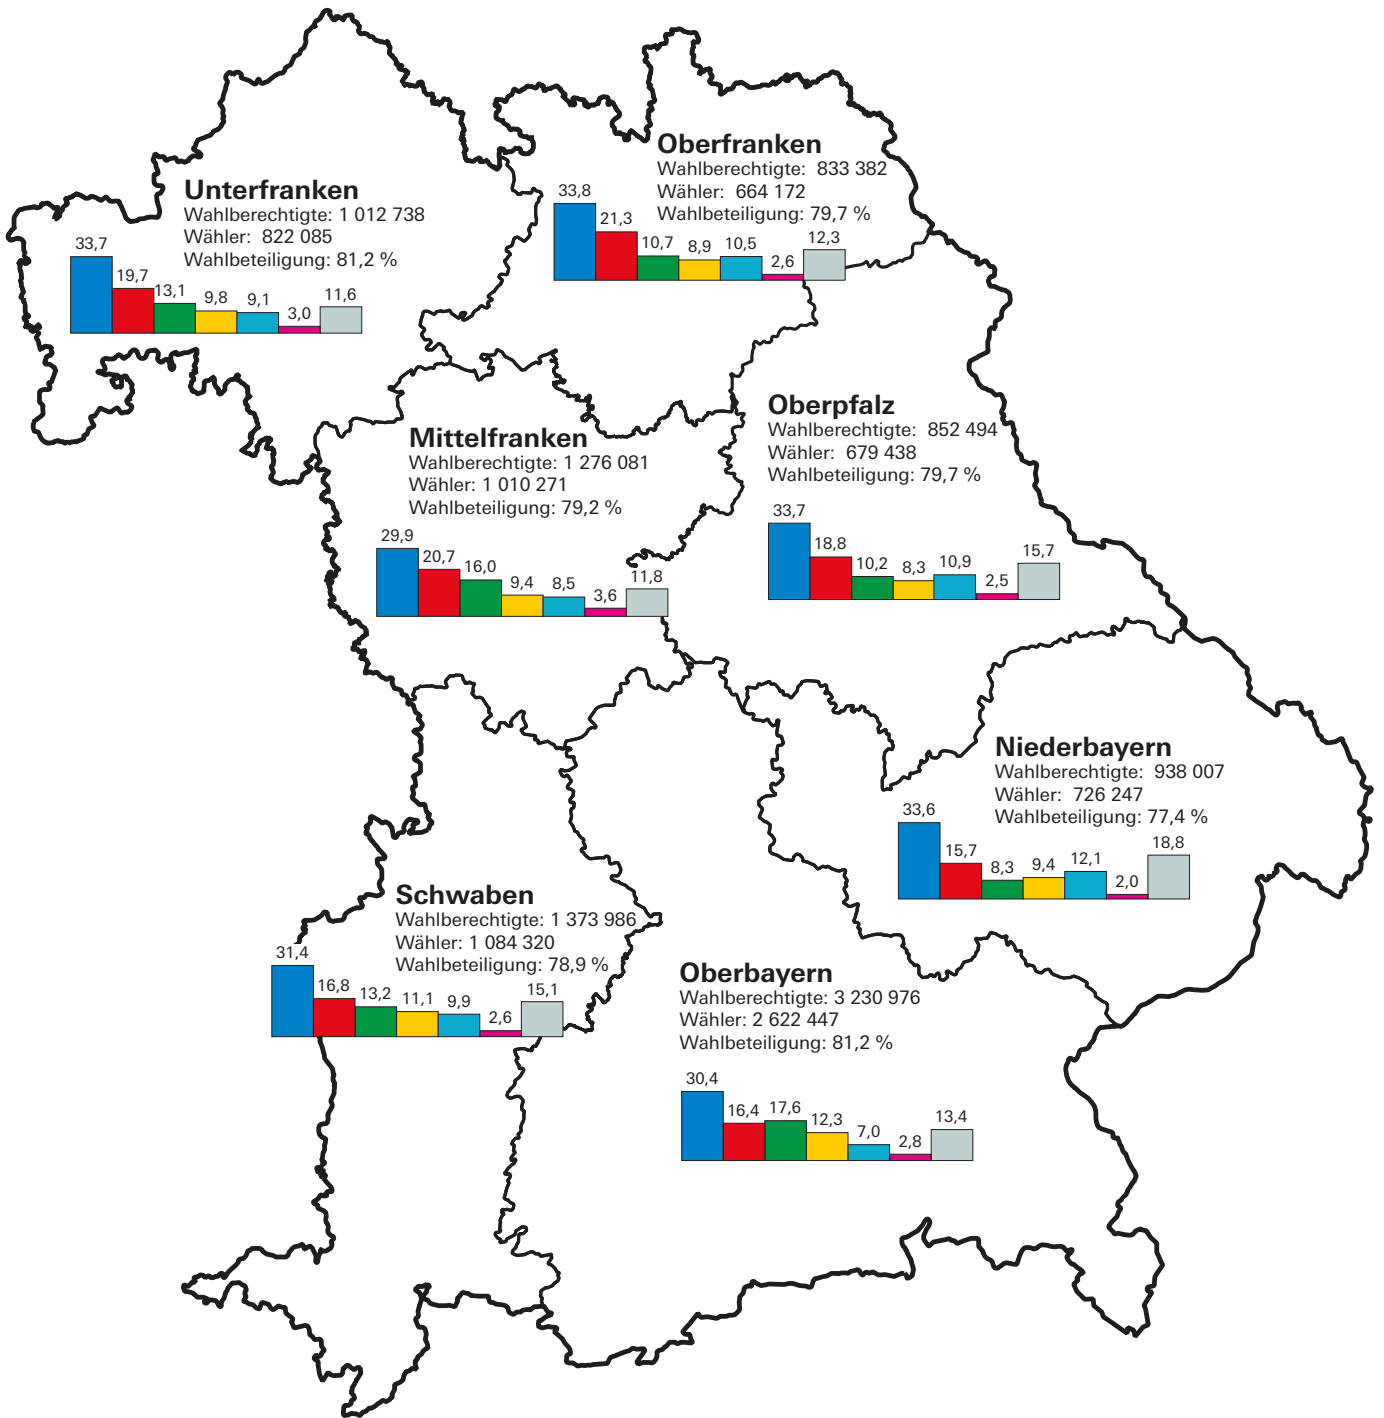 Oberfranken
Wahlberechtigte: 833 382
Wähler: 664 172
Wahlbeteiligung: 79,7 %
33,8
21,3
10,7
8,9
10,5
2,6
12,3
Unterfranken
Wahlberechtigte: 1 012 738
Wähler: 822 085
Wahlbeteiligung: 81,2 %
33,7
19,7
13,1
9,8
9,1
3,0
11,6
Oberpfalz
Wahlberechtigte: 852 494
Wähler: 679 438
Wahlbeteiligung: 79,7 %
33,7
18,8
10,2
8,3
10,9
2,5
15,7
Mittelfranken
Wahlberechtigte: 1 276 081
Wähler: 1 010 271
Wahlbeteiligung: 79,2 %
29,9
20,7
16,0
9,4
8,5
3,6
11,8
Niederbayern
Wahlberechtigte: 938 007
Wähler: 726 247
Wahlbeteiligung: 77,4 %
33,6
15,7
8,3
9,4
12,1
2,0
18,8
Schwaben
Wahlberechtigte: 1 373 986
Wähler: 1 084 320
Wahlbeteiligung: 78,9 %
31,4
16,8
13,2
11,1
9,9
2,6
15,1
Oberbayern
Wahlberechtigte: 3 230 976
Wähler: 2 622 447
Wahlbeteiligung: 81,2 %
30,4
16,4
17,6
12,3
7,0
2,8
13,4